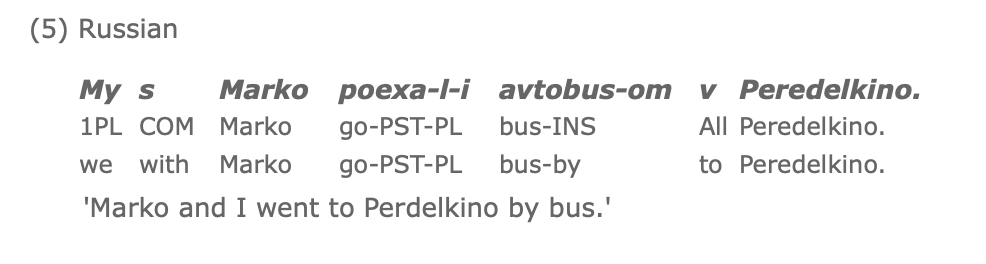 (5) Russian
My s Marko poexa-l-i avtobus-om v Peredelkino.
1PL COM Marko go-PST-PL bus-INS All Peredelkino.
we with Marko go-PST-PL bus-by to Peredelkino.
'Marko and I went to Perdelkino by bus.'